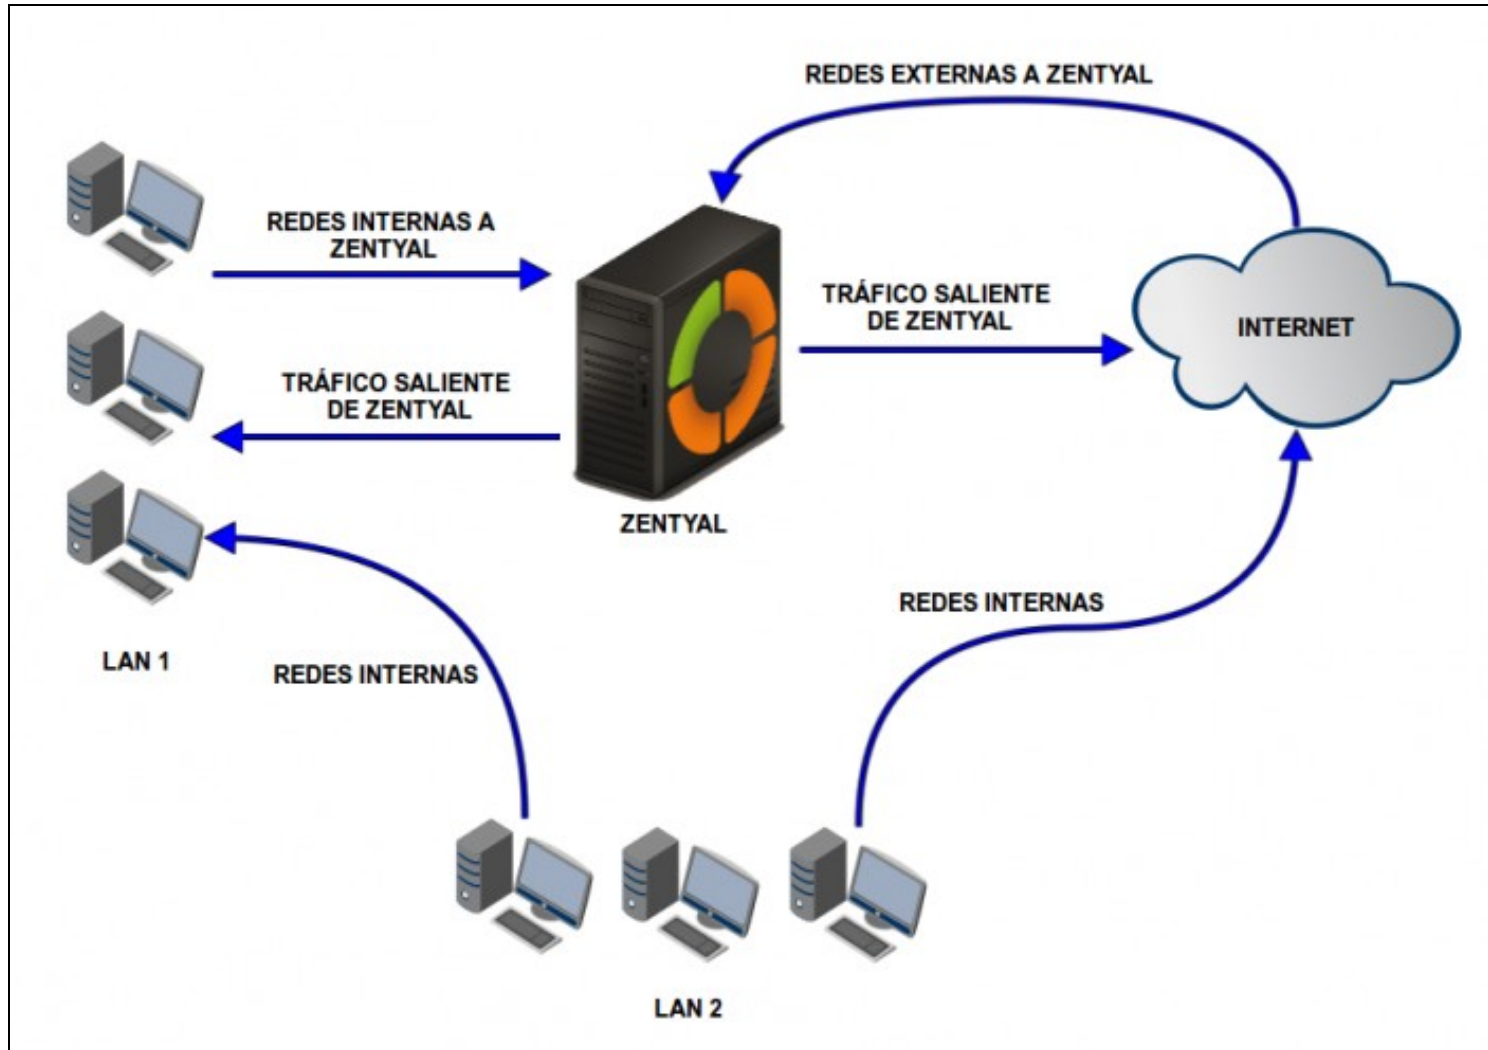 REDES EXTERNAS A ZENTYAL
REDES INTERNAS A
ZENTYAL
TRÁFICO SALIENTE
DE ZENTYAL
INTERNET
TRÁFICO SALIENTE
DE ZENTYAL
ZENTYAL
REDES INTERNAS
LAN 1
REDES INTERNAS
LAN 2